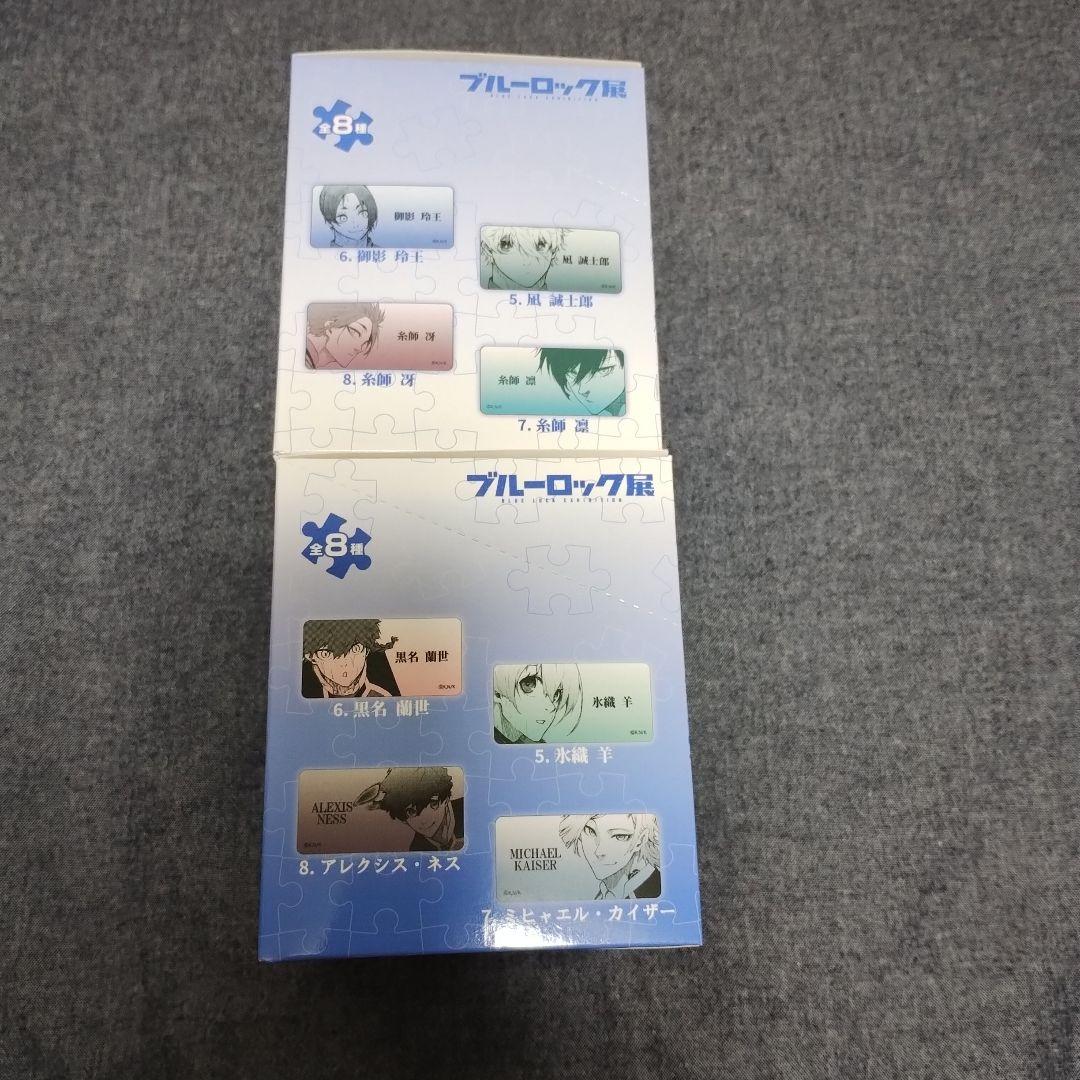 ブルーロック展
BLUE LOCK EXHIBITION
全8種
御影 玲王
©K,N/K
6. 御影 玲王
凪 誠士郎
©K,N/K
5. 凪 誠士郎
糸師 冴
©K,N/K
8. 糸師 冴
糸師 凛
©K,N/K
7. 糸師 凛
ブルーロック展
BLUE LOCK EXHIBITION
全8種
黒名 蘭世
©K,N/K
6. 黒名 蘭世
氷織 羊
©K,N/K
5. 氷織 羊
ALEXIS
NESS
©K,N/K
8. アレクシス・ネス
MICHAEL
KAISER
©K,N/K
7. ミヒャエル・カイザー